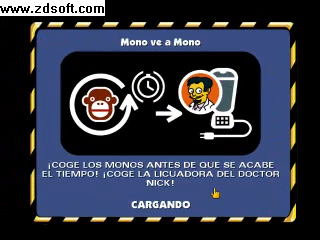 www.zdsoft.com
Mono ve a Mono
¡COGE LOS MONOS ANTES DE QUE SE ACABE
EL TIEMPO! ¡COGE LA LICUADORA DEL DOCTOR
NICK!
CARGANDO